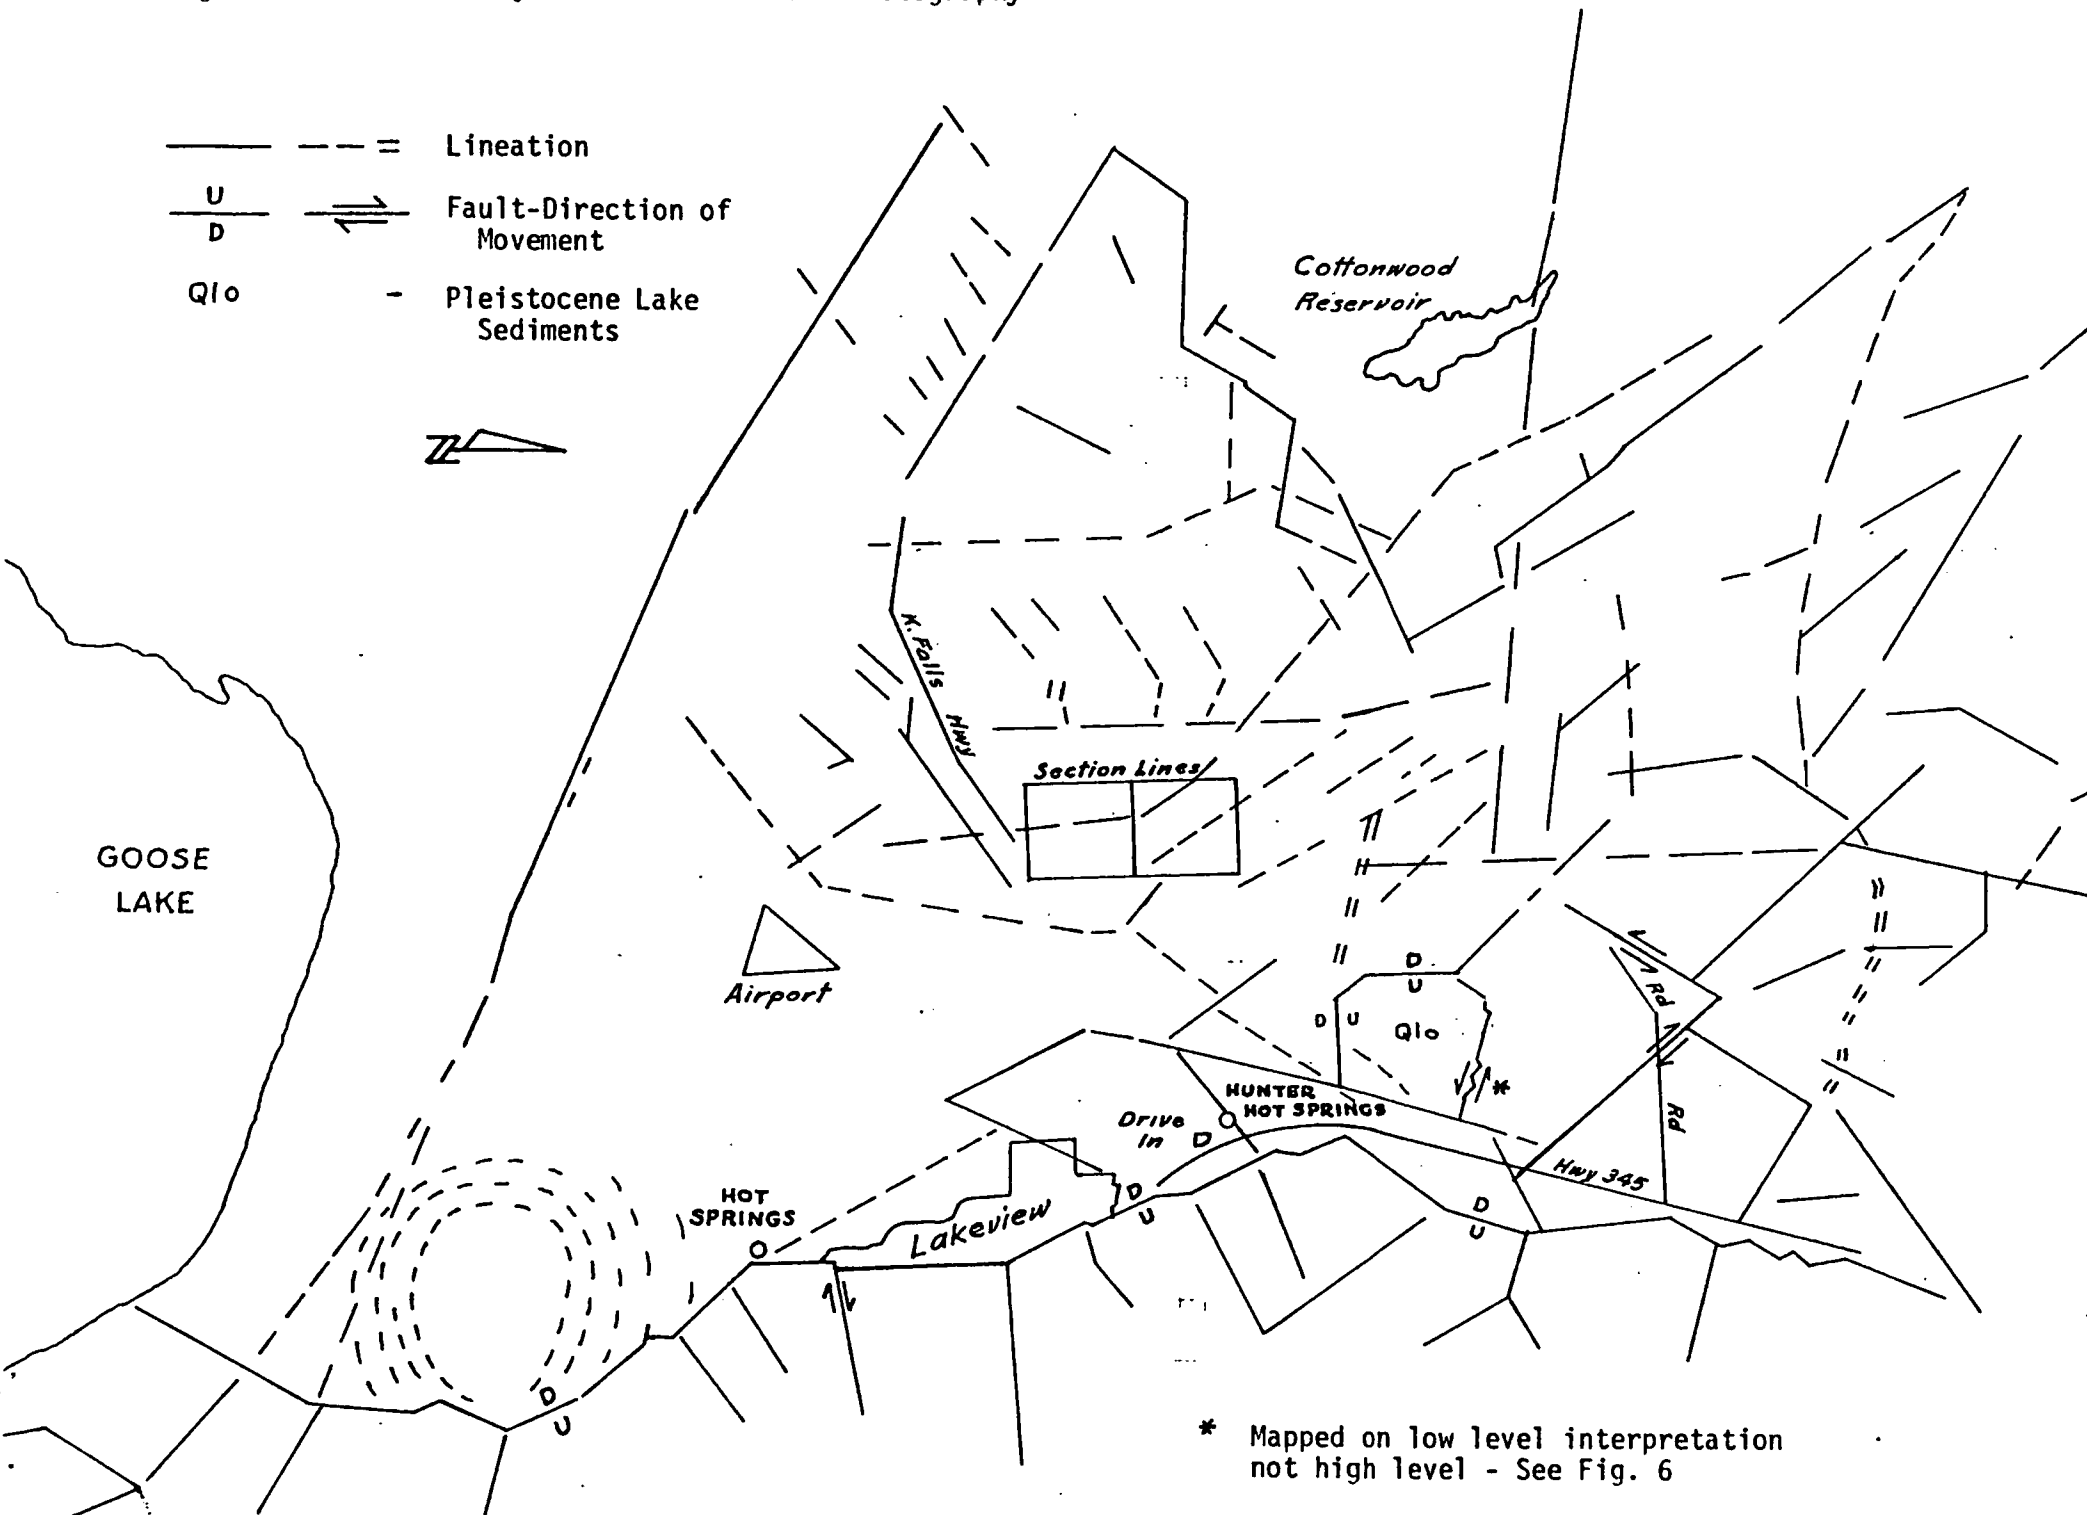 Lineation
U
D
Fault-Direction of
Movement
Qlo - Pleistocene Lake
Sediments
N
Cottonwood
Reservoir
K. Falls Hwy
Section Lines
GOOSE
LAKE
Airport
D
U
D U
Qlo
Rd
Rd
*
HUNTER
HOT SPRINGS
Drive
In
D
Hwy 345
HOT
SPRINGS
Lakeview
D
U
D
U
D
U
* Mapped on low level interpretation
not high level - See Fig. 6